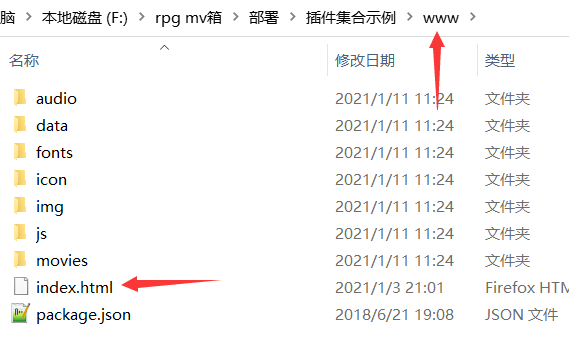 脑 > 本地磁盘 (F:) > rpg mv箱 > 部署 > 插件集合示例 > www >
名称 修改日期 类型
audio 2021/1/11 11:24 文件夹
data 2021/1/11 11:24 文件夹
fonts 2021/1/11 11:24 文件夹
icon 2021/1/11 11:24 文件夹
img 2021/1/11 11:24 文件夹
js 2021/1/11 11:24 文件夹
movies 2021/1/11 11:24 文件夹
index.html 2021/1/3 21:01 Firefox HTM
package.json 2018/6/21 19:08 JSON 文件